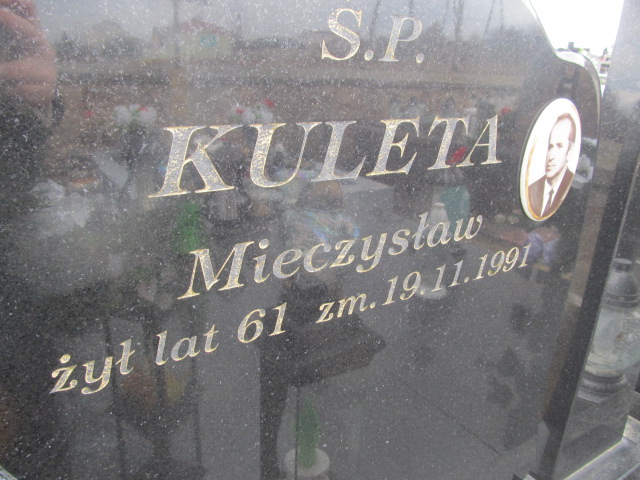 S.P.
KULETA
Mieczysław
żył lat 61 zm.19.11.1991